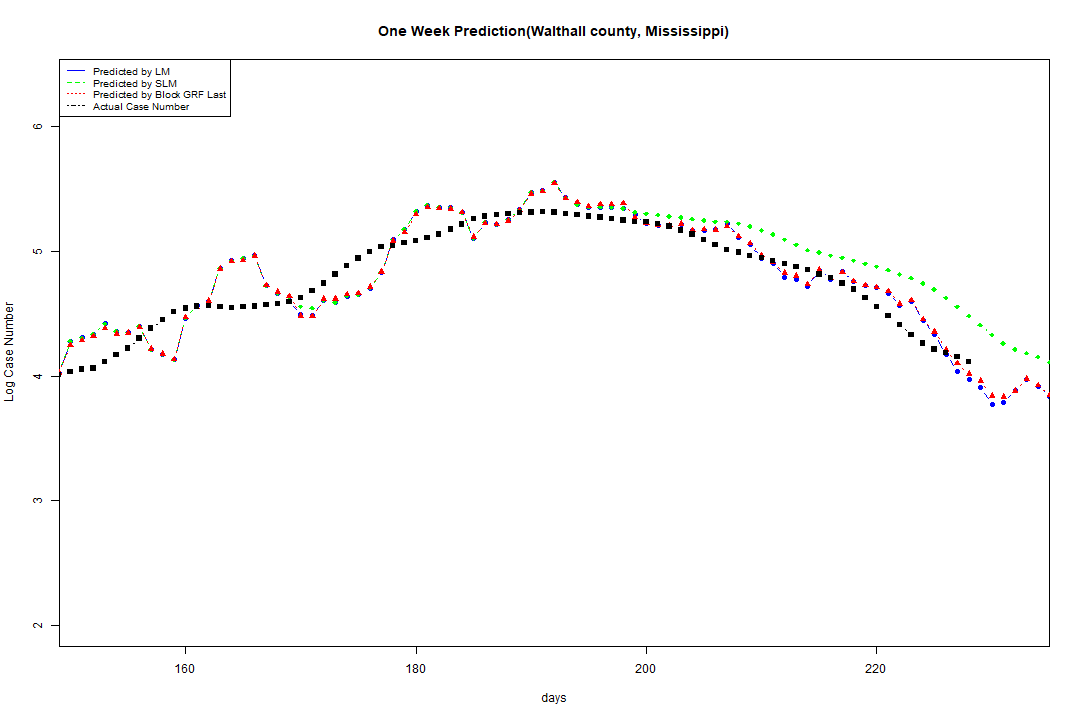 One Week Prediction(Walthall county, Mississippi)
Predicted by LM
Predicted by SLM
Predicted by Block GRF Last
Actual Case Number
6
5
4
3
2
Log Case Number
160
180
200
220
days